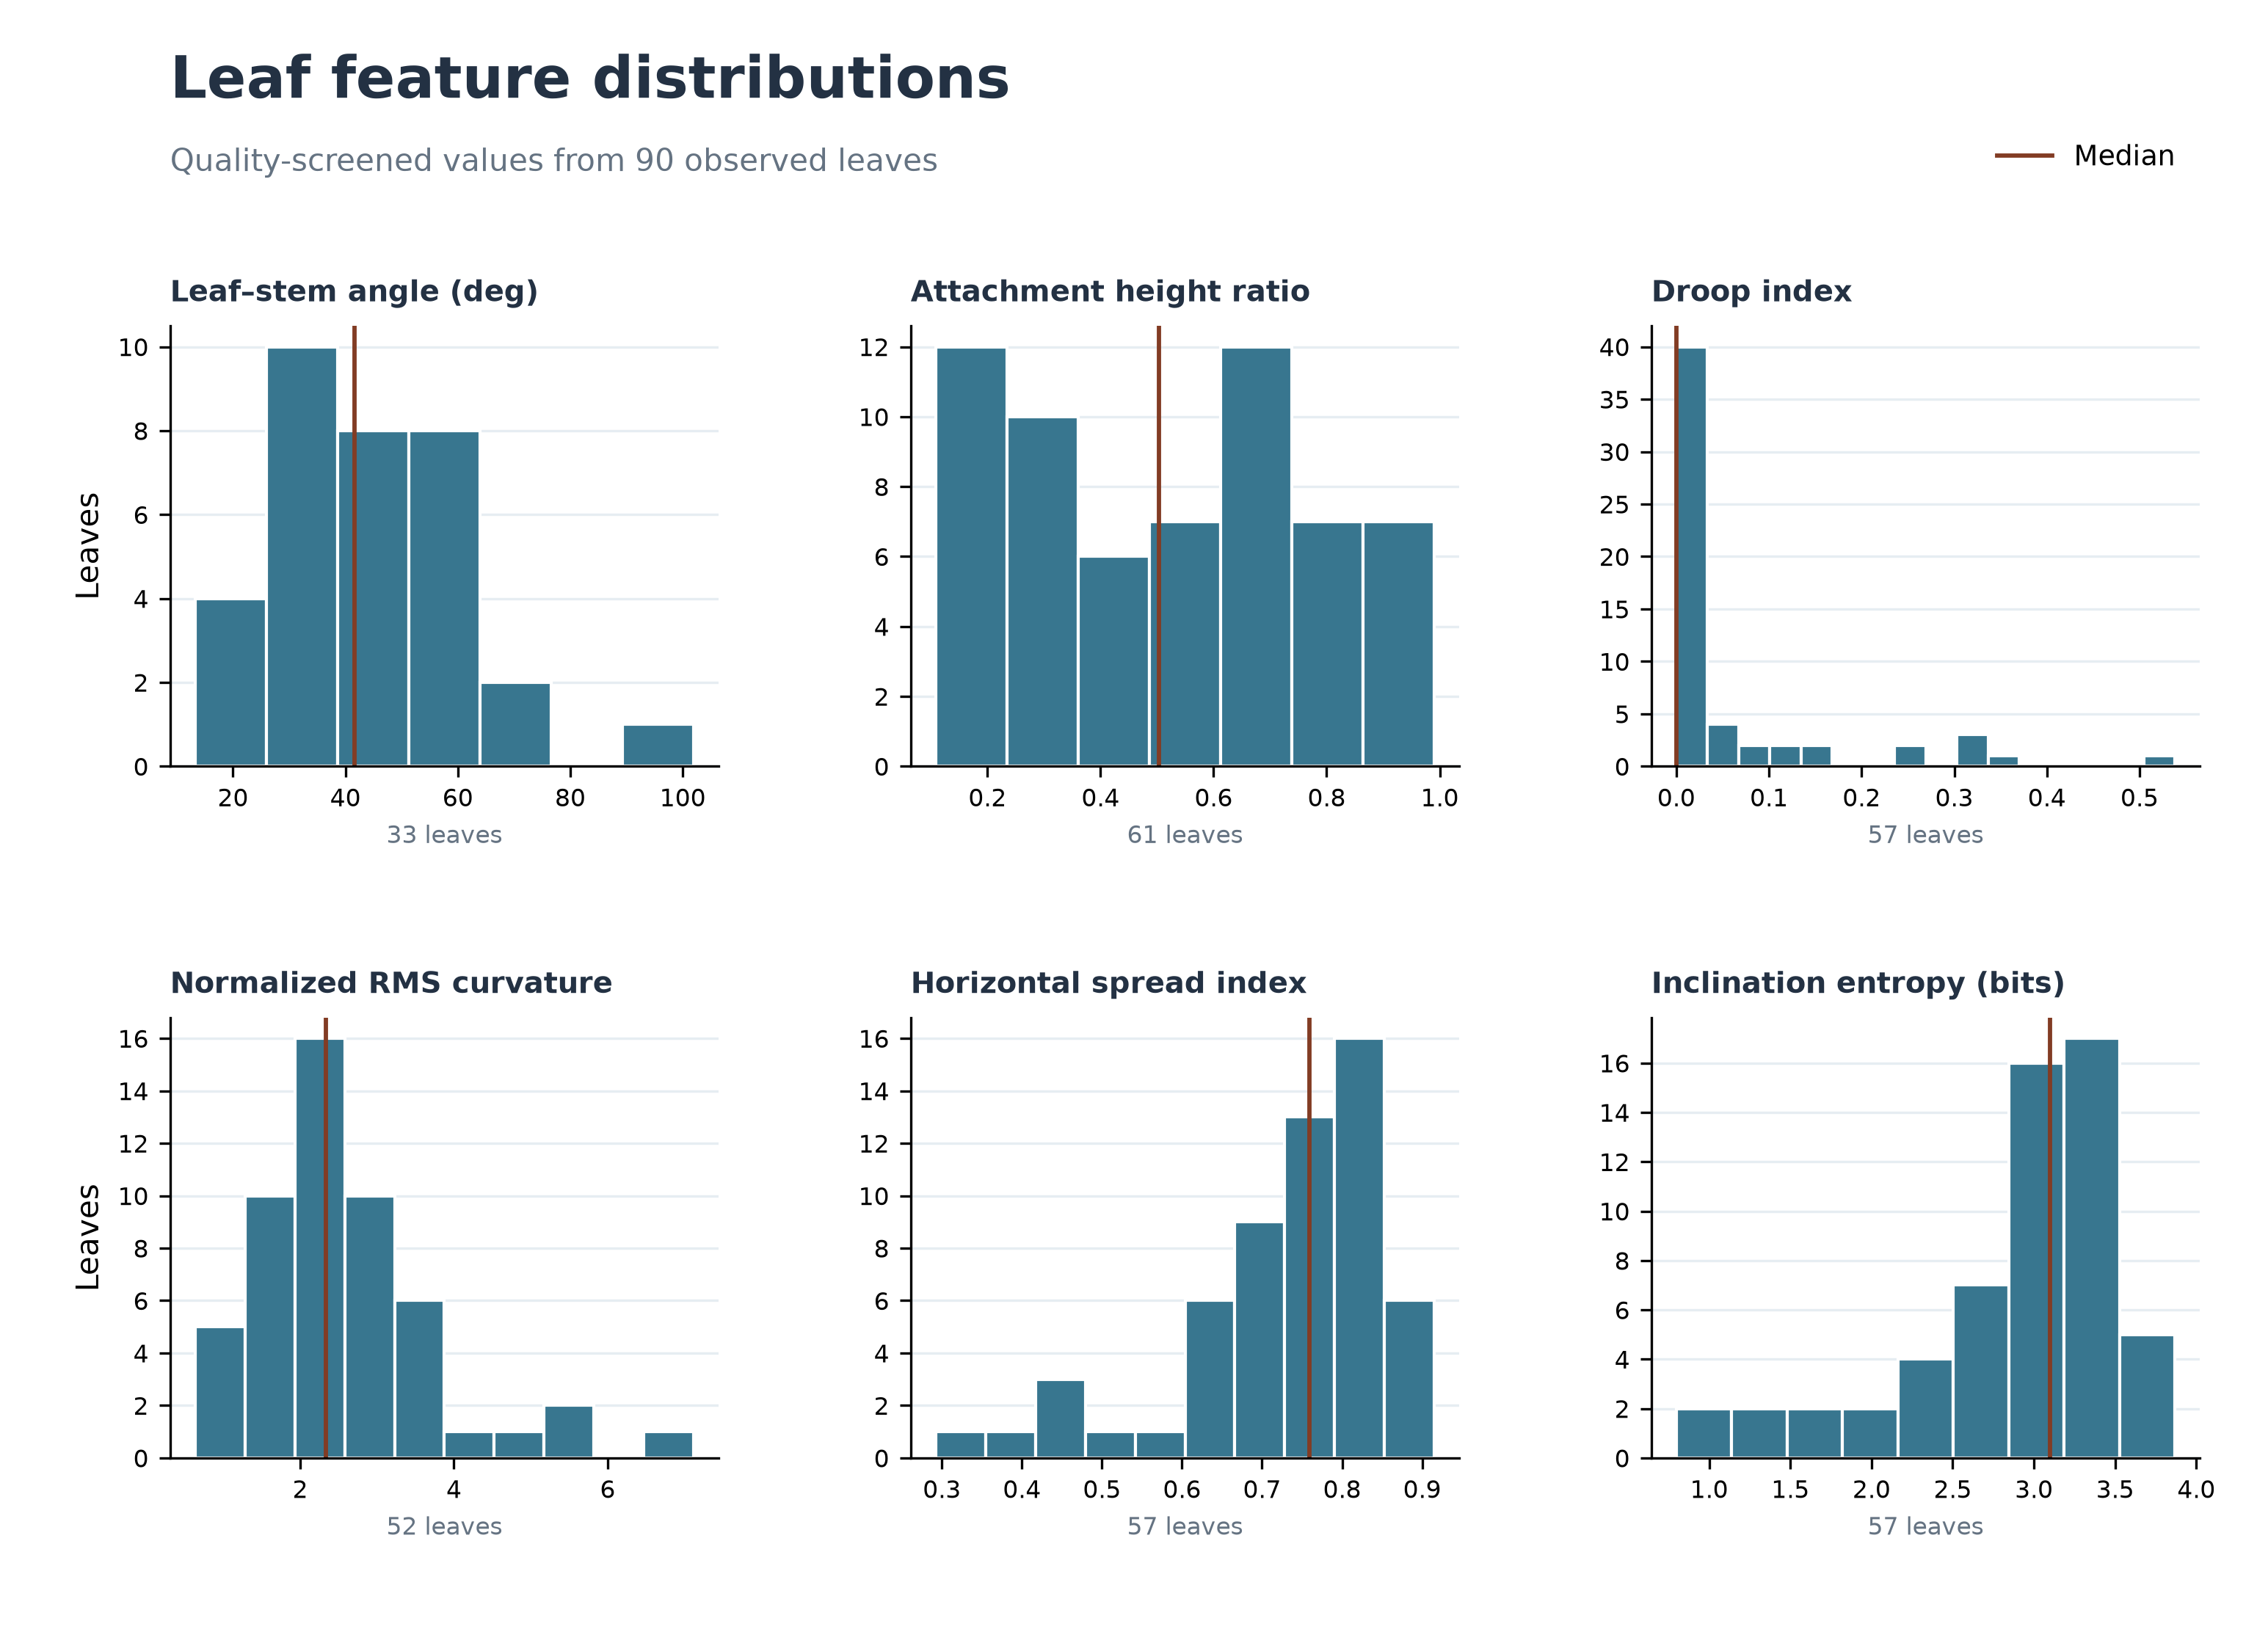 Leaf feature distributions
Quality-screened values from 90 observed leaves
Median
Leaf–stem angle (deg)
Leaves
10
8
6
4
2
0
20 40 60 80 100
33 leaves
Attachment height ratio
12
10
8
6
4
2
0
0.2 0.4 0.6 0.8 1.0
61 leaves
Droop index
40
35
30
25
20
15
10
5
0
0.0 0.1 0.2 0.3 0.4 0.5
57 leaves
Normalized RMS curvature
Leaves
16
14
12
10
8
6
4
2
0
2 4 6
52 leaves
Horizontal spread index
16
14
12
10
8
6
4
2
0
0.3 0.4 0.5 0.6 0.7 0.8 0.9
57 leaves
Inclination entropy (bits)
16
14
12
10
8
6
4
2
0
1.0 1.5 2.0 2.5 3.0 3.5 4.0
57 leaves